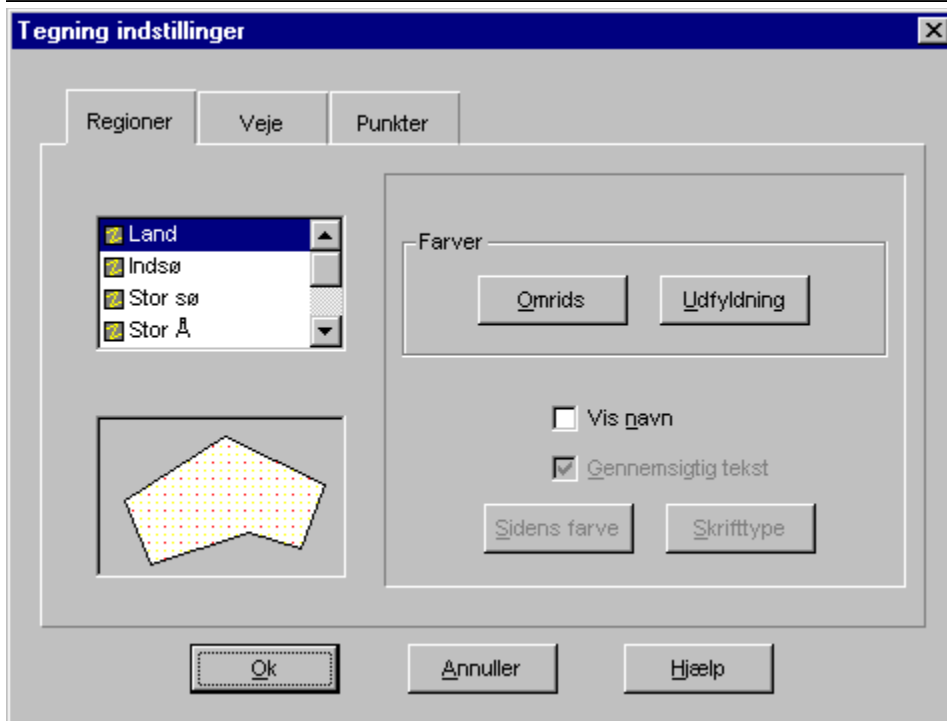 Tegning indstillinger
Regioner Veje Punkter
Land
Indsø
Stor sø
Stor Å
Farver
Omrids Udfyldning
Vis navn
Gennemsigtig tekst
Sidens farve Skrifttype
Ok Annuller Hjælp